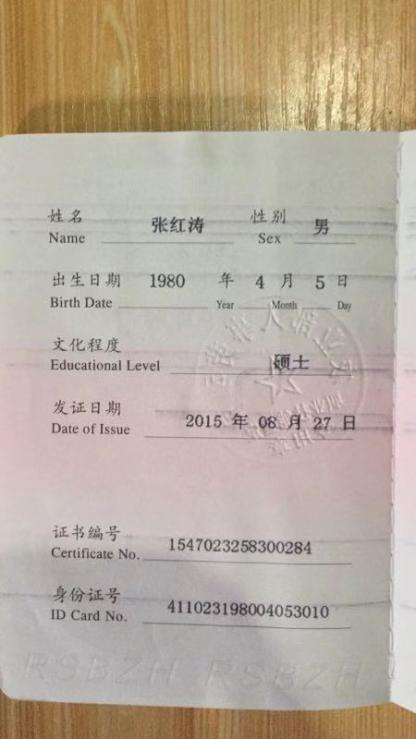 姓名 张红涛 性别 男
Name Sex
出生日期 1980 年 4 月 5 日
Birth Date Year Month Day
文化程度
Educational Level 硕士
发证日期
Date of Issue 2015 年 08 月 27 日
证书编号
Certificate No. 1547023258300284
身份证号
ID Card No. 411023198004053010
RSBZH RSBZH